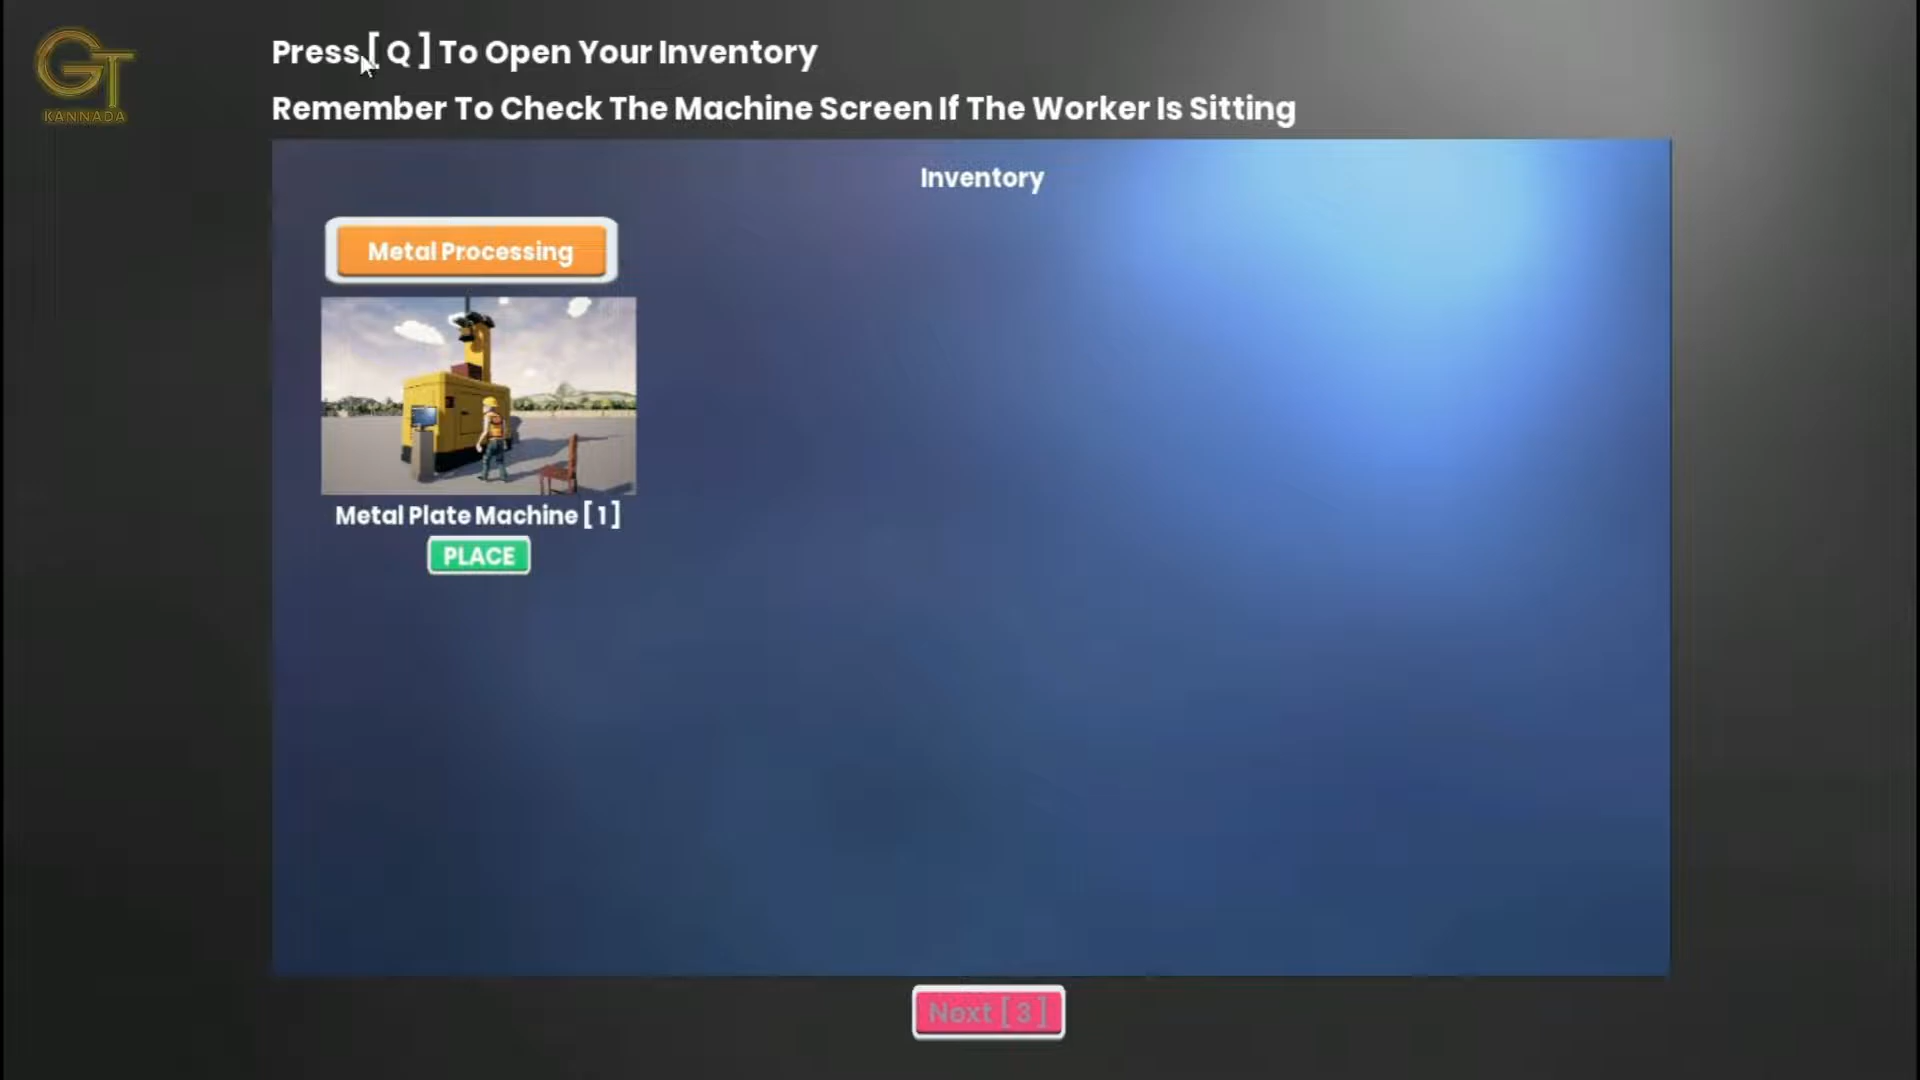 GT
KANNADA
Press [ Q ] To Open Your Inventory
Remember To Check The Machine Screen If The Worker Is Sitting
Inventory
Metal Processing
Metal Plate Machine [ 1 ]
PLACE
Next [ 3 ]